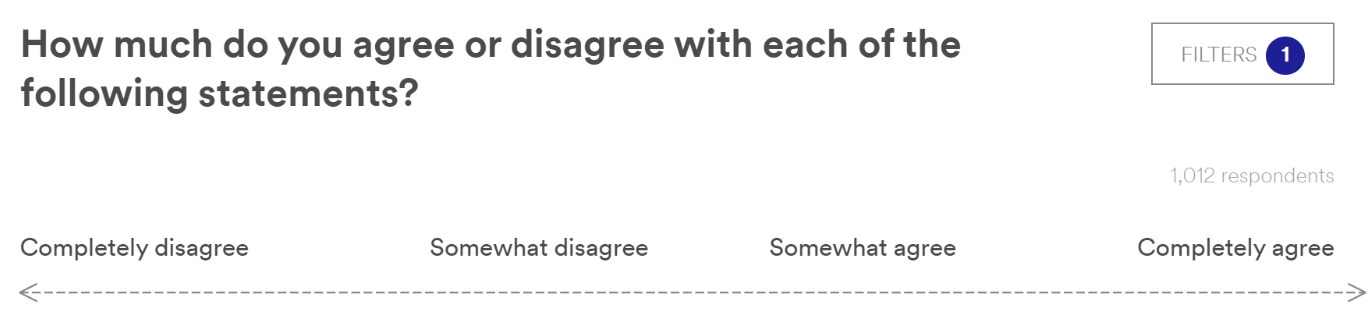 How much do you agree or disagree with each of the
following statements?
FILTERS 1
1,012 respondents
Completely disagree Somewhat disagree Somewhat agree Completely agree